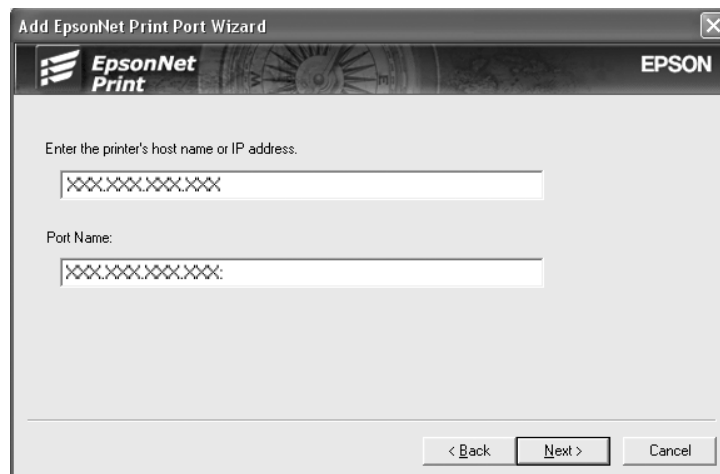 Add EpsonNet Print Port Wizard
EpsonNet
Print
EPSON
Enter the printer's host name or IP address.
XXX.XXX.XXX.XXX
Port Name:
XXX.XXX.XXX.XXX:
< Back
Next >
Cancel